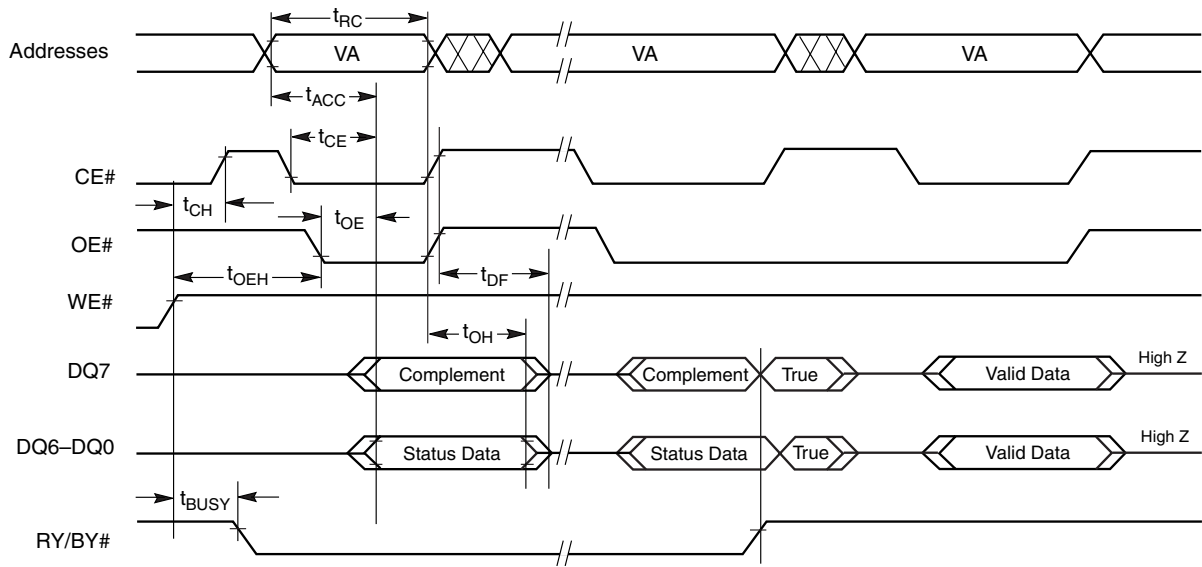 tRC
Addresses VA VA VA
tACC
tCE
CE#
tCH tOE
OE#
tOEH tDF
WE#
tOH
DQ7 Complement Complement True Valid Data High Z
DQ6–DQ0 Status Data Status Data True Valid Data High Z
tBUSY
RY/BY#